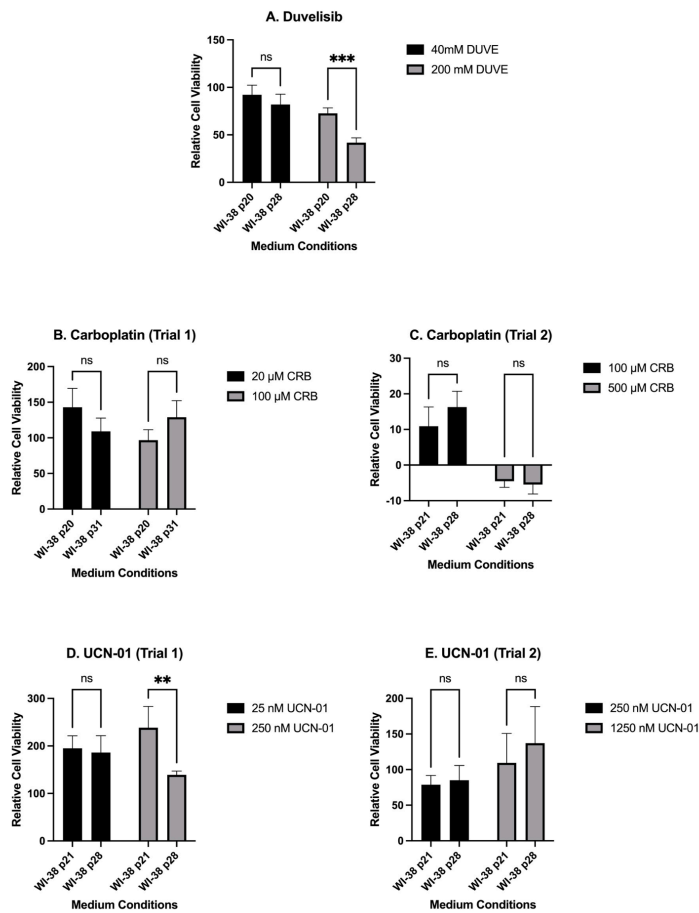 A. Duvelisib
Relative Cell Viability
150
100
50
0
ns
***
WI-38 p20
WI-38 p28
WI-38 p20
WI-38 p28
Medium Conditions
40mM DUVE
200 mM DUVE
B. Carboplatin (Trial 1)
Relative Cell Viability
200
150
100
50
0
ns
ns
WI-38 p20
WI-38 p31
WI-38 p20
WI-38 p31
Medium Conditions
20 µM CRB
100 µM CRB
C. Carboplatin (Trial 2)
Relative Cell Viability
30
20
10
0
-10
ns
ns
WI-38 p21
WI-38 p28
WI-38 p21
WI-38 p28
Medium Conditions
100 µM CRB
500 µM CRB
D. UCN-01 (Trial 1)
Relative Cell Viability
300
200
100
0
ns
**
WI-38 p21
WI-38 p28
WI-38 p21
WI-38 p28
Medium Conditions
25 nM UCN-01
250 nM UCN-01
E. UCN-01 (Trial 2)
Relative Cell Viability
200
150
100
50
0
ns
ns
WI-38 p21
WI-38 p28
WI-38 p21
WI-38 p28
Medium Conditions
250 nM UCN-01
1250 nM UCN-01